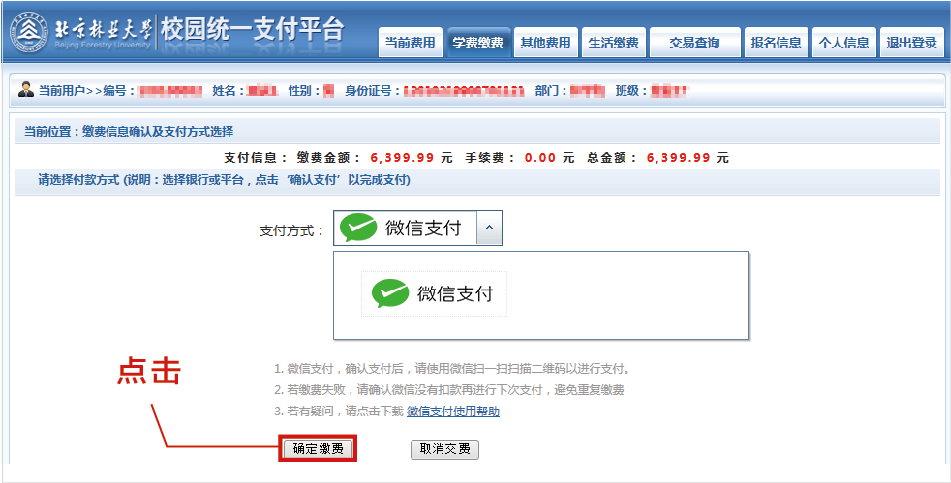 北京林业大学
Beijing Forestry University
校园统一支付平台
当前费用 学费缴费 其他费用 生活缴费 交易查询 报名信息 个人信息 退出登录
当前用户>>编号： 姓名： 性别： 身份证号： 部门： 班级：
当前位置：缴费信息确认及支付方式选择
支付信息： 缴费金额： 6,399.99 元 手续费： 0.00 元 总金额： 6,399.99 元
请选择付款方式 (说明：选择银行或平台，点击“确认支付”以完成支付)
支付方式： 微信支付
微信支付
点击
1. 微信支付，确认支付后，请使用微信扫一扫扫描二维码以进行支付。
2. 若缴费失败，请确认微信没有扣款再进行下次支付，避免重复缴费
3. 若有疑问，请点击下载 微信支付使用帮助
确定缴费 取消交费